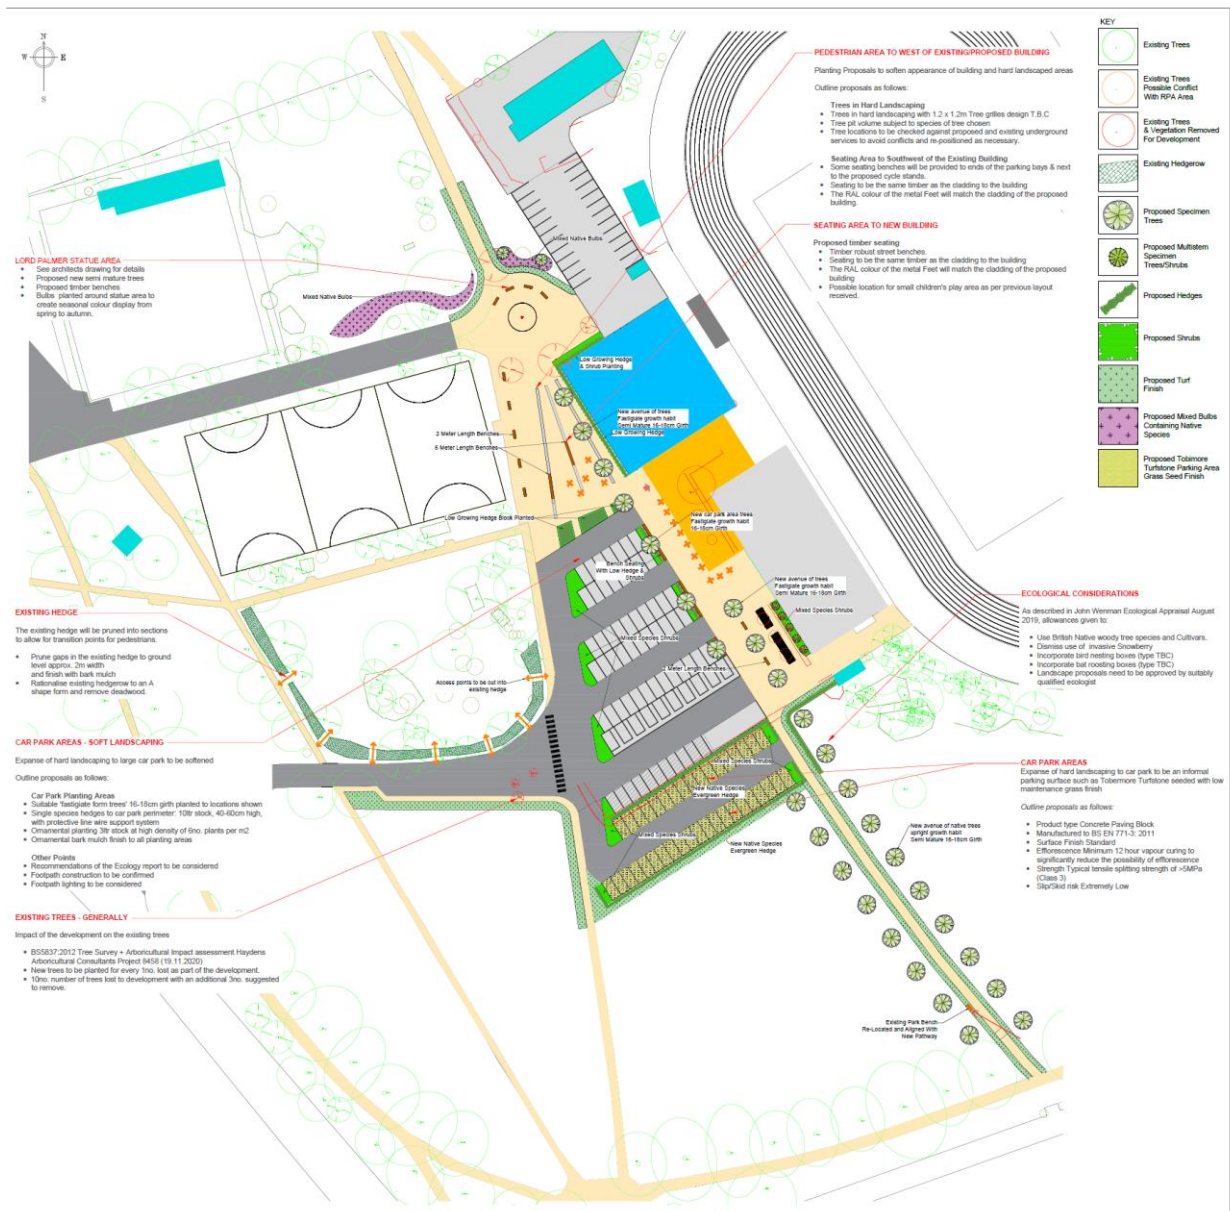 N
W E
S
PEDESTRIAN AREA TO WEST OF EXISTING/PROPOSED BUILDING
Planting Proposals to soften appearance of building and hard landscaped areas
Outline proposals as follows:
Trees in Hard Landscaping
• Trees in hard landscaping with 1.2 x 1.2m Tree grilles design T.B.C
• Tree pit volume subject to species of tree chosen
• Tree locations to be checked against proposed and existing underground
services to avoid conflicts and re-positioned as necessary.
Seating Area to Southwest of the Existing Building
• Some seating benches will be provided to ends of the parking bays & next
to the proposed cycle stands.
• Seating to be the same timber as the cladding to the building
• The RAL colour of the metal Feet will match the cladding of the proposed
building.
SEATING AREA TO NEW BUILDING
Proposed timber seating
• Timber robust street benches.
• Seating to be the same timber as the cladding to the building
• The RAL colour of the metal Feet will match the cladding of the proposed
building
• Possible location for small children's play area as per previous layout
received.
KEY
Existing Trees
Existing Trees
Possible Conflict
With RPA Area
Existing Trees
& Vegetation Removed
For Development
Existing Hedgerow
Proposed Specimen
Trees
Proposed Multistem
Specimen
Trees/Shrubs
Proposed Hedges
Proposed Shrubs
Proposed Turf
Finish
Proposed Mixed Bulbs
Containing Native
Species
Proposed Tobimore
Turfstone Parking Area
Grass Seed Finish
LORD PALMER STATUE AREA
• See architects drawing for details
• Proposed new semi mature trees
• Proposed timber benches
• Bulbs planted around statue area to
create seasonal colour display from
spring to autumn.
Mixed Native Bulbs
Mixed Native Bulbs
Low Growing Hedge
& Shrub Planting
New avenue of trees
Fastigiate growth habit
Semi Mature 16-18cm Girth
Low Growing Hedge
2 Meter Length Benches
6 Meter Length Benches
Low Growing Hedge Block Planted
New car park area trees
Fastigiate growth habit
16-18cm Girth
Bench Seating
With Low Hedge &
Shrubs
New avenue of trees
Fastigiate growth habit
Semi Mature 16-18cm Girth
Mixed Species Shrubs
Mixed Species Shrubs
2 Meter Length Benches
Access points to be cut into
existing hedge
EXISTING HEDGE
The existing hedge will be pruned into sections
to allow for transition points for pedestrians.
• Prune gaps in the existing hedge to ground
level approx. 2m width
and finish with bark mulch
• Rationalise existing hedgerow to an A
shape form and remove deadwood.
CAR PARK AREAS - SOFT LANDSCAPING
Expanse of hard landscaping to large car park to be softened
Outline proposals as follows:
Car Park Planting Areas
• Suitable 'fastigiate form trees' 16-18cm girth planted to locations shown
• Single species hedges to car park perimeter: 10ltr stock, 40-60cm high,
with protective line wire support system
• Ornamental planting 3ltr stock at high density of 6no. plants per m2
• Ornamental bark mulch finish to all planting areas
Other Points
• Recommendations of the Ecology report to be considered
• Footpath construction to be confirmed
• Footpath lighting to be considered
EXISTING TREES - GENERALLY
Impact of the development on the existing trees
• BS5837:2012 Tree Survey + Arboricultural Impact assessment Haydens
Arboricultural Consultants Project 8458 (19.11.2020)
• New trees to be planted for every 1no. lost as part of the development.
• 10no. number of trees lost to development with an additional 3no. suggested
to remove.
ECOLOGICAL CONSIDERATIONS
As described in John Wenman Ecological Appraisal August
2019, allowances given to:
• Use British Native woody tree species and Cultivars.
• Dismiss use of invasive Snowberry
• Incorporate bird nesting boxes (type TBC)
• Incorporate bat roosting boxes (type TBC)
• Landscape proposals need to be approved by suitably
qualified ecologist
CAR PARK AREAS
Expanse of hard landscaping to car park to be an informal
parking surface such as Tobermore Turfstone seeded with low
maintenance grass finish
Outline proposals as follows:
• Product type Concrete Paving Block
• Manufactured to BS EN 771-3: 2011
• Surface Finish Standard
• Efflorescence Minimum 12 hour vapour curing to
significantly reduce the possibility of efflorescence
• Strength Typical tensile splitting strength of >5MPa
(Class 3)
• Slip/Skid risk Extremely Low
Mixed Species Shrubs
New Native Species
Evergreen Hedge
Mixed Species Shrubs
New Native Species
Evergreen Hedge
New avenue of native trees
upright growth habit
Semi Mature 16-18cm Girth
Existing Park Bench
Re-Located and Aligned With
New Pathway